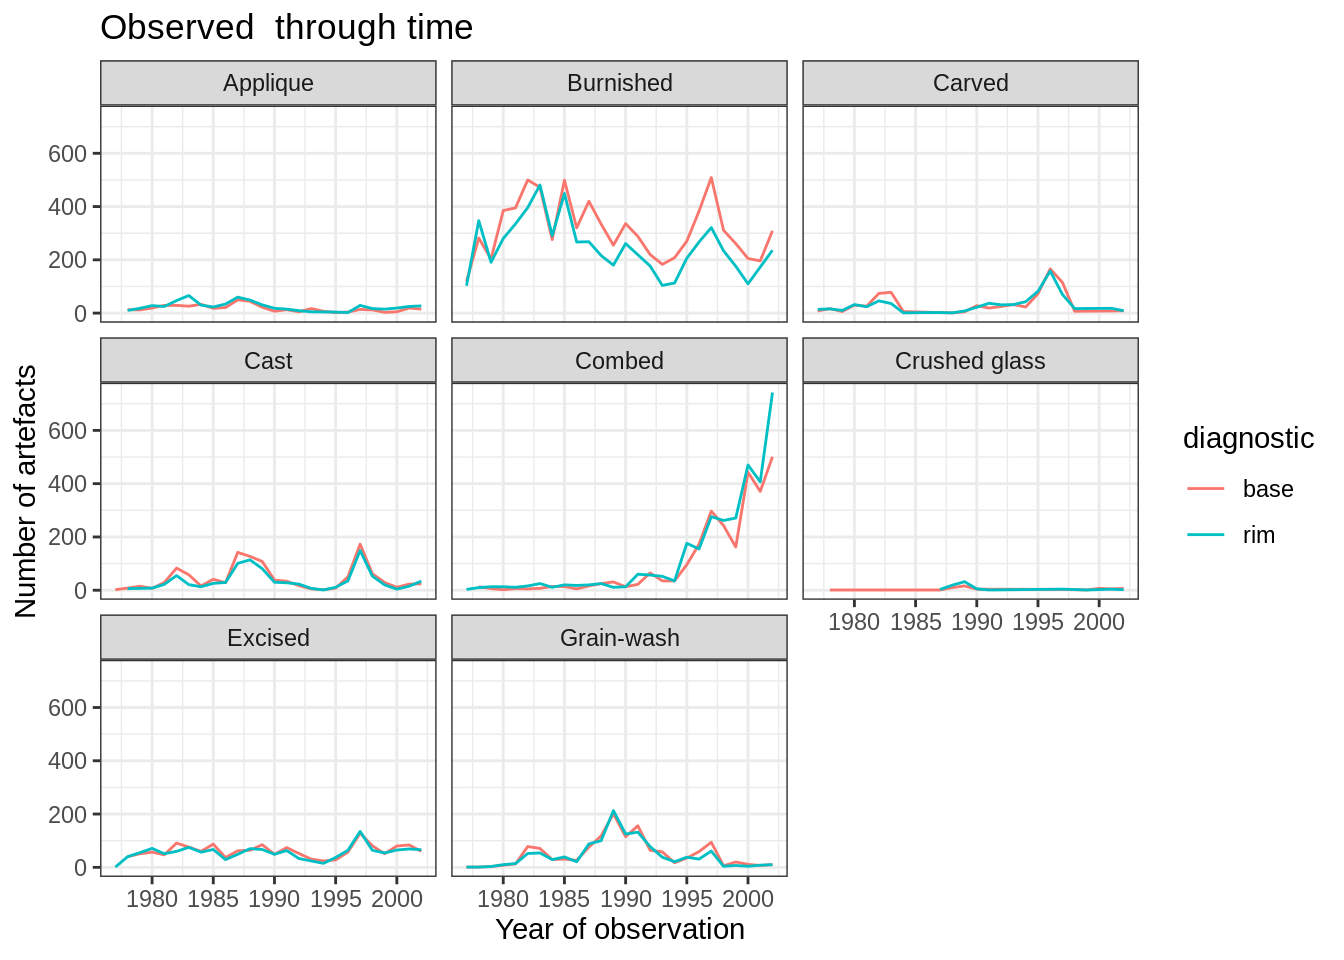 Observed  through time
Applique Burnished Carved
600
400
200
0
Cast Combed Crushed glass
600
400
200
0
1980 1985 1990 1995 2000
Excised Grain-wash
600
400
200
0
1980 1985 1990 1995 2000 1980 1985 1990 1995 2000
Year of observation
Number of artefacts
diagnostic
base
rim